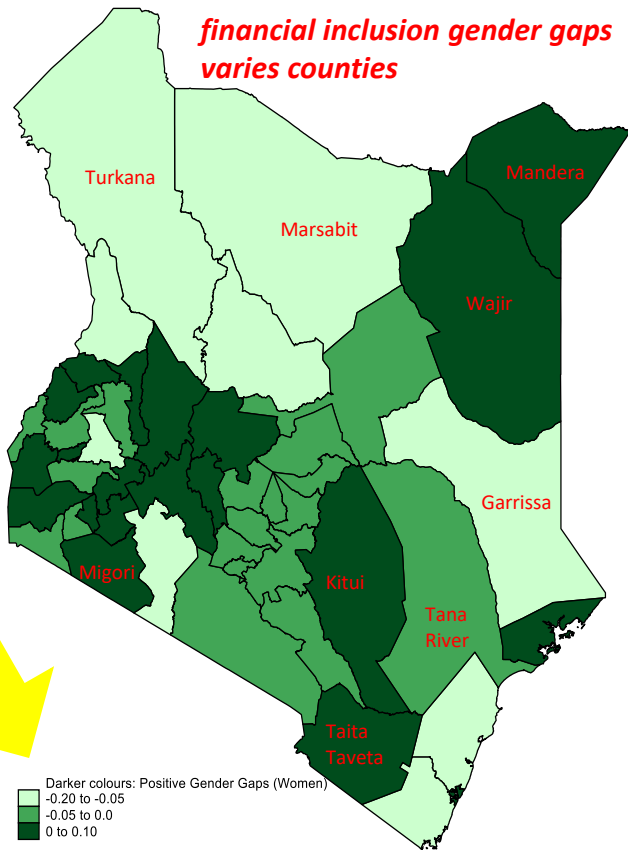 financial inclusion gender gaps
varies counties
Mandera
Turkana
Marsabit
Wajir
Garrissa
Migori
Kitui
Tana
River
Taita
Taveta
Darker colours: Positive Gender Gaps (Women)
-0.20 to -0.05
-0.05 to 0.0
0 to 0.10